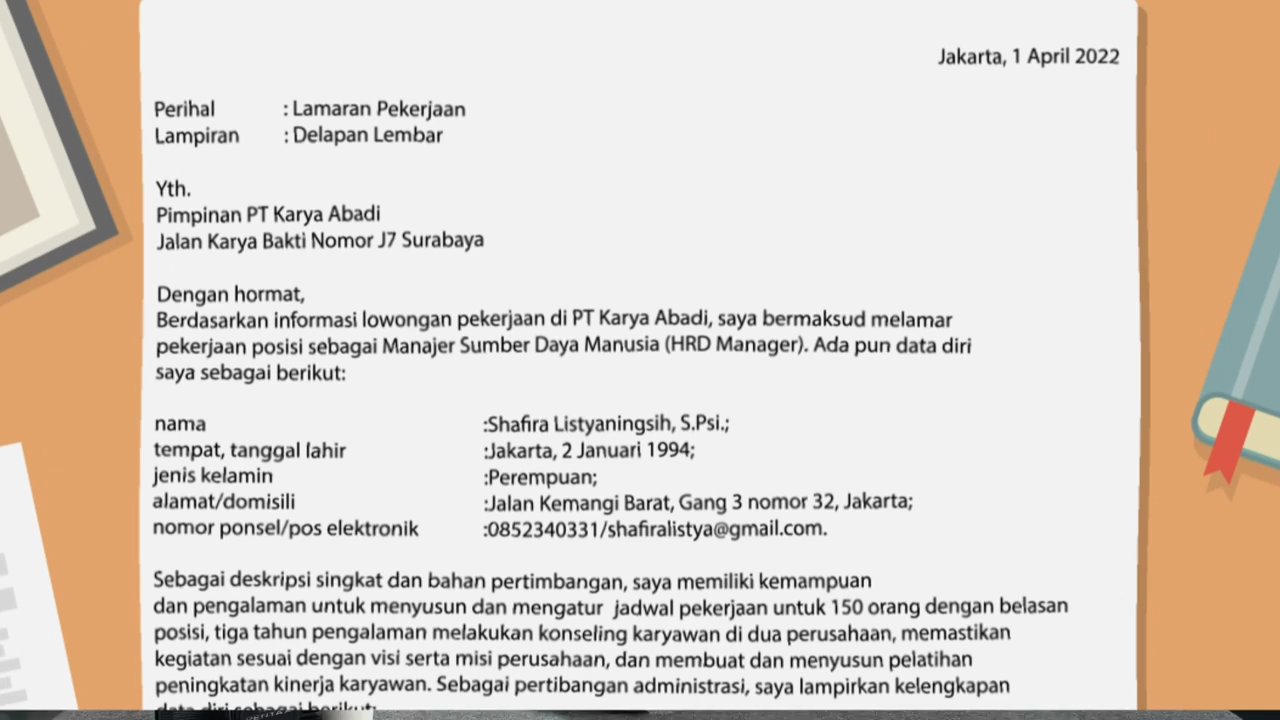 Jakarta, 1 April 2022
Perihal : Lamaran Pekerjaan
Lampiran : Delapan Lembar
Yth.
Pimpinan PT Karya Abadi
Jalan Karya Bakti Nomor J7 Surabaya
Dengan hormat,
Berdasarkan informasi lowongan pekerjaan di PT Karya Abadi, saya bermaksud melamar
pekerjaan posisi sebagai Manajer Sumber Daya Manusia (HRD Manager). Ada pun data diri
saya sebagai berikut:
nama :Shafira Listyaningsih, S.Psi.;
tempat, tanggal lahir :Jakarta, 2 Januari 1994;
jenis kelamin :Perempuan;
alamat/domisili :Jalan Kemangi Barat, Gang 3 nomor 32, Jakarta;
nomor ponsel/pos elektronik :0852340331/shafiralistya@gmail.com.
Sebagai deskripsi singkat dan bahan pertimbangan, saya memiliki kemampuan
dan pengalaman untuk menyusun dan mengatur  jadwal pekerjaan untuk 150 orang dengan belasan
posisi, tiga tahun pengalaman melakukan konseling karyawan di dua perusahaan, memastikan
kegiatan sesuai dengan visi serta misi perusahaan, dan membuat dan menyusun pelatihan
peningkatan kinerja karyawan. Sebagai pertibangan administrasi, saya lampirkan kelengkapan
data diri sebagai berikut: